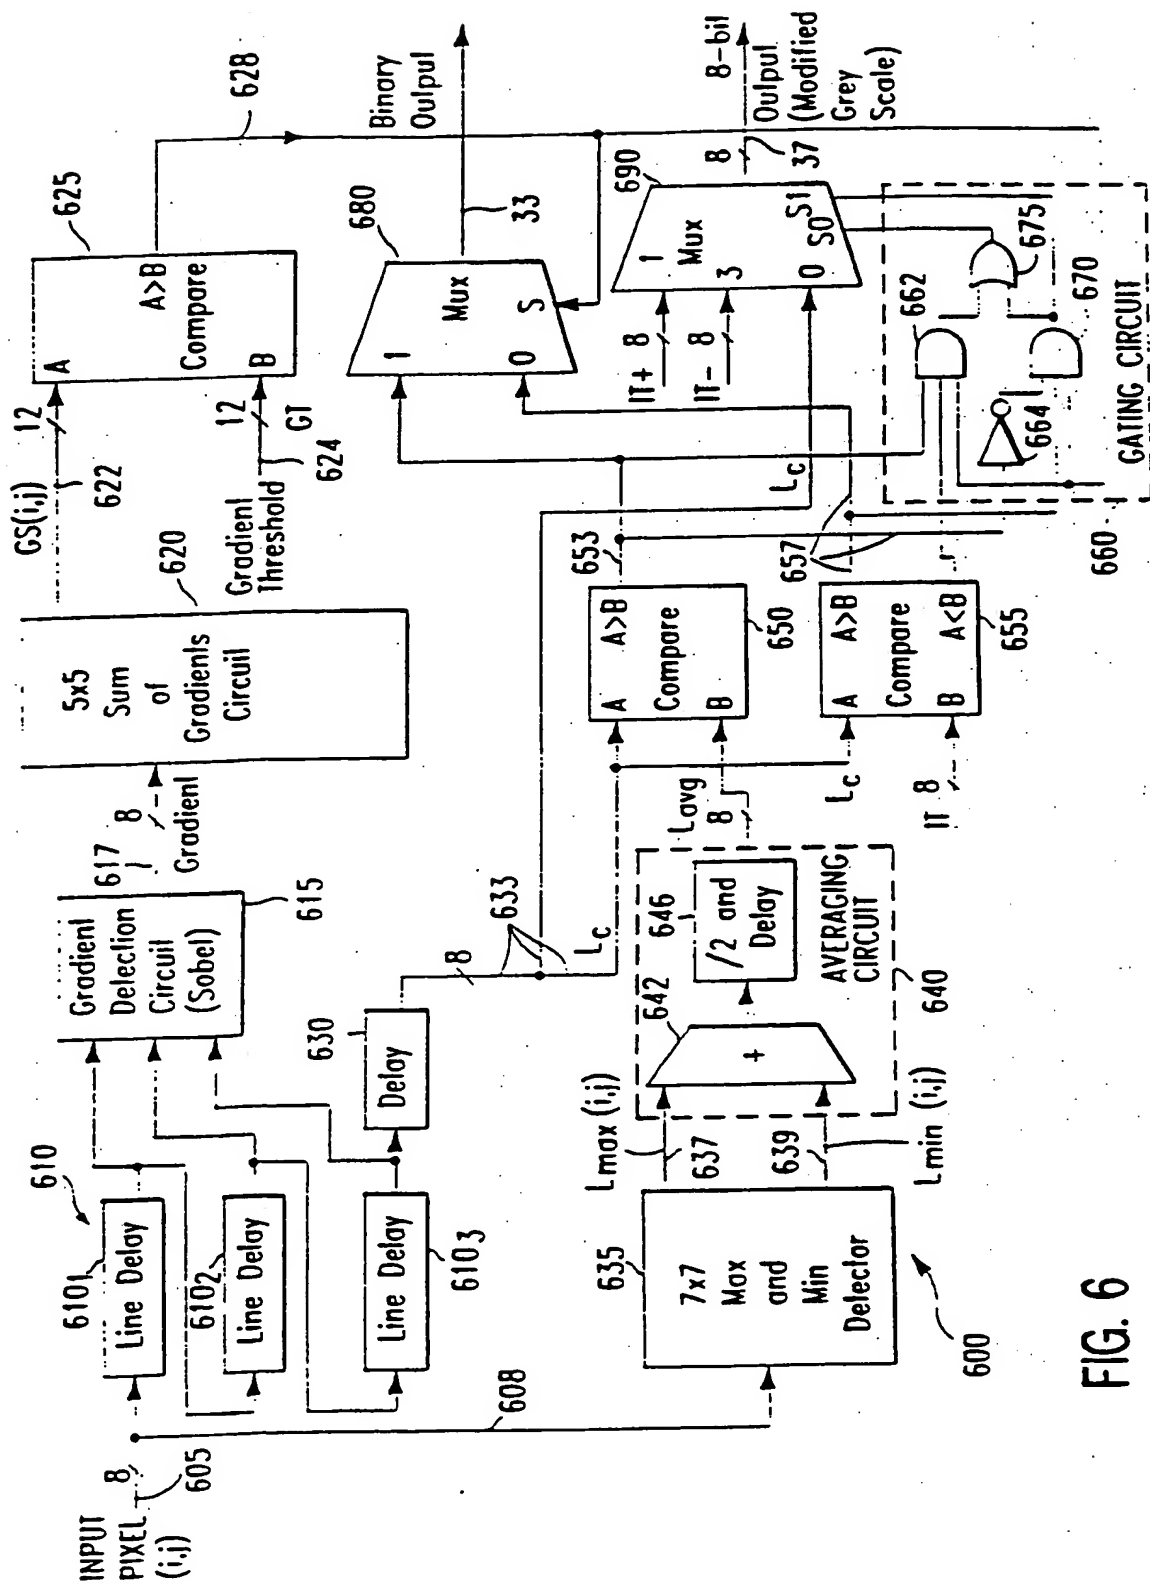 INPUT
PIXEL
(i,j)
8
605
608
610
6101
Line Delay
6102
Line Delay
6103
Line Delay
Gradient
Detection
Circuit
(Sobel)
615
617
8
Gradient
5x5
Sum
of
Gradients
Circuit
620
GS(i,j)
12
622
Gradient
Threshold
12
GT
624
A
A>B
Compare
B
625
628
630
Delay
8
633
LC
635
7x7
Max
and
Min
Detector
600
Lmax (i,j)
637
639
Lmin (i,j)
642
+
646
/2 and
Delay
AVERAGING
CIRCUIT
640
Lavg
8
LC
IT
8
A
A>B
Compare
B
650
653
A
A>B
Compare
B
A<B
655
657
LC
1
Mux
0
S
680
33
Binary
Output
IT+
8
IT-
8
1
Mux
3
0
S0
S1
690
8
37
8-bit
Output
(Modified
Grey
Scale)
660
662
664
670
675
GATING CIRCUIT
FIG. 6